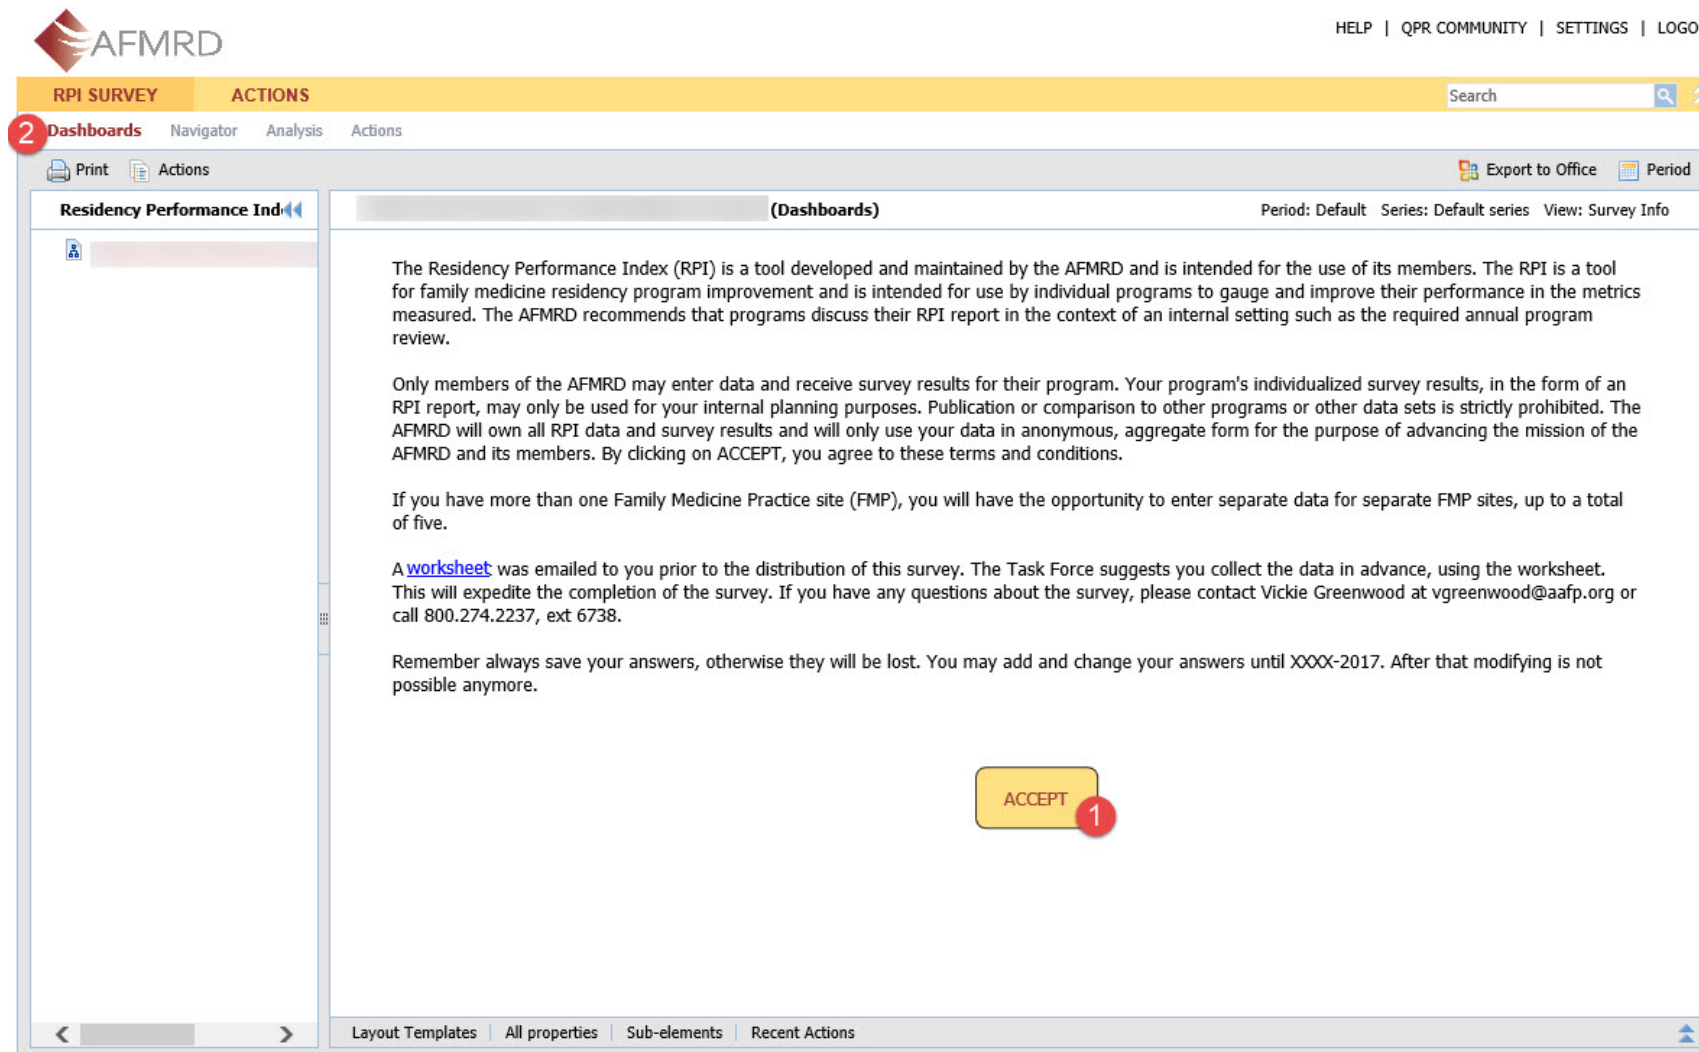 AFMRD
HELP | QPR COMMUNITY | SETTINGS | LOGO
RPI SURVEY ACTIONS
Search
2 Dashboards Navigator Analysis Actions
Print Actions
Export to Office Period
Residency Performance Ind
(Dashboards)
Period: Default Series: Default series View: Survey Info
The Residency Performance Index (RPI) is a tool developed and maintained by the AFMRD and is intended for the use of its members. The RPI is a tool
for family medicine residency program improvement and is intended for use by individual programs to gauge and improve their performance in the metrics
measured. The AFMRD recommends that programs discuss their RPI report in the context of an internal setting such as the required annual program
review.
Only members of the AFMRD may enter data and receive survey results for their program. Your program's individualized survey results, in the form of an
RPI report, may only be used for your internal planning purposes. Publication or comparison to other programs or other data sets is strictly prohibited. The
AFMRD will own all RPI data and survey results and will only use your data in anonymous, aggregate form for the purpose of advancing the mission of the
AFMRD and its members. By clicking on ACCEPT, you agree to these terms and conditions.
If you have more than one Family Medicine Practice site (FMP), you will have the opportunity to enter separate data for separate FMP sites, up to a total
of five.
A worksheet was emailed to you prior to the distribution of this survey. The Task Force suggests you collect the data in advance, using the worksheet.
This will expedite the completion of the survey. If you have any questions about the survey, please contact Vickie Greenwood at vgreenwood@aafp.org or
call 800.274.2237, ext 6738.
Remember always save your answers, otherwise they will be lost. You may add and change your answers until XXXX-2017. After that modifying is not
possible anymore.
ACCEPT
1
Layout Templates | All properties | Sub-elements | Recent Actions